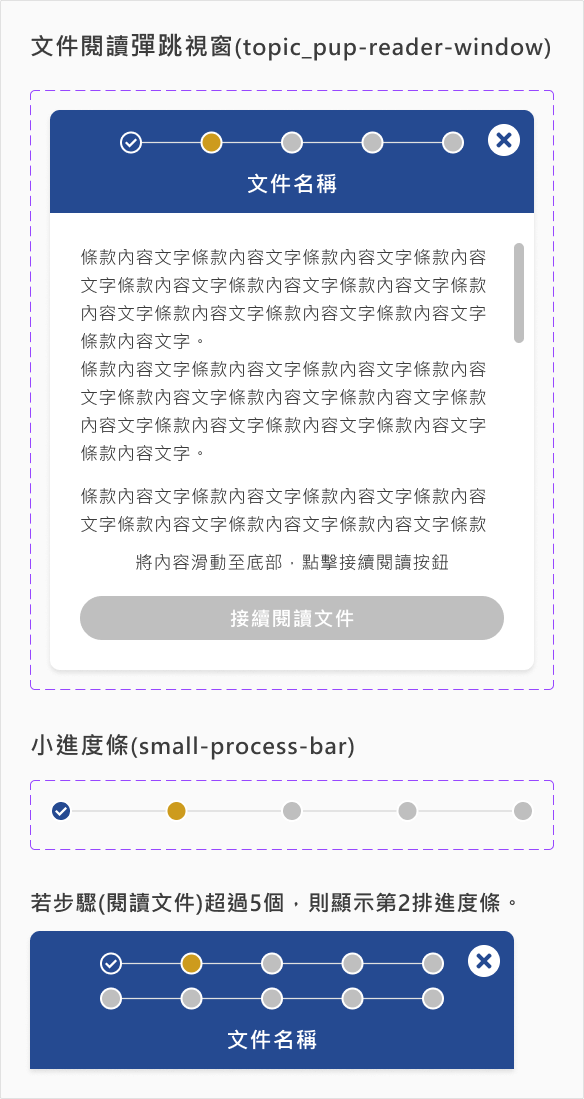 文件閱讀彈跳視窗(topic_pup-reader-window)
文件名稱
條款內容文字條款內容文字條款內容文字條款內容
文字條款內容文字條款內容文字條款內容文字條款
內容文字條款內容文字條款內容文字條款內容文字
條款內容文字。
條款內容文字條款內容文字條款內容文字條款內容
文字條款內容文字條款內容文字條款內容文字條款
內容文字條款內容文字條款內容文字條款內容文字
條款內容文字。
條款內容文字條款內容文字條款內容文字條款內容
文字條款內容文字條款內容文字條款內容文字條款
將內容滑動至底部，點擊接續閱讀按鈕
接續閱讀文件
小進度條(small-process-bar)
若步驟(閱讀文件)超過5個，則顯示第2排進度條。
文件名稱